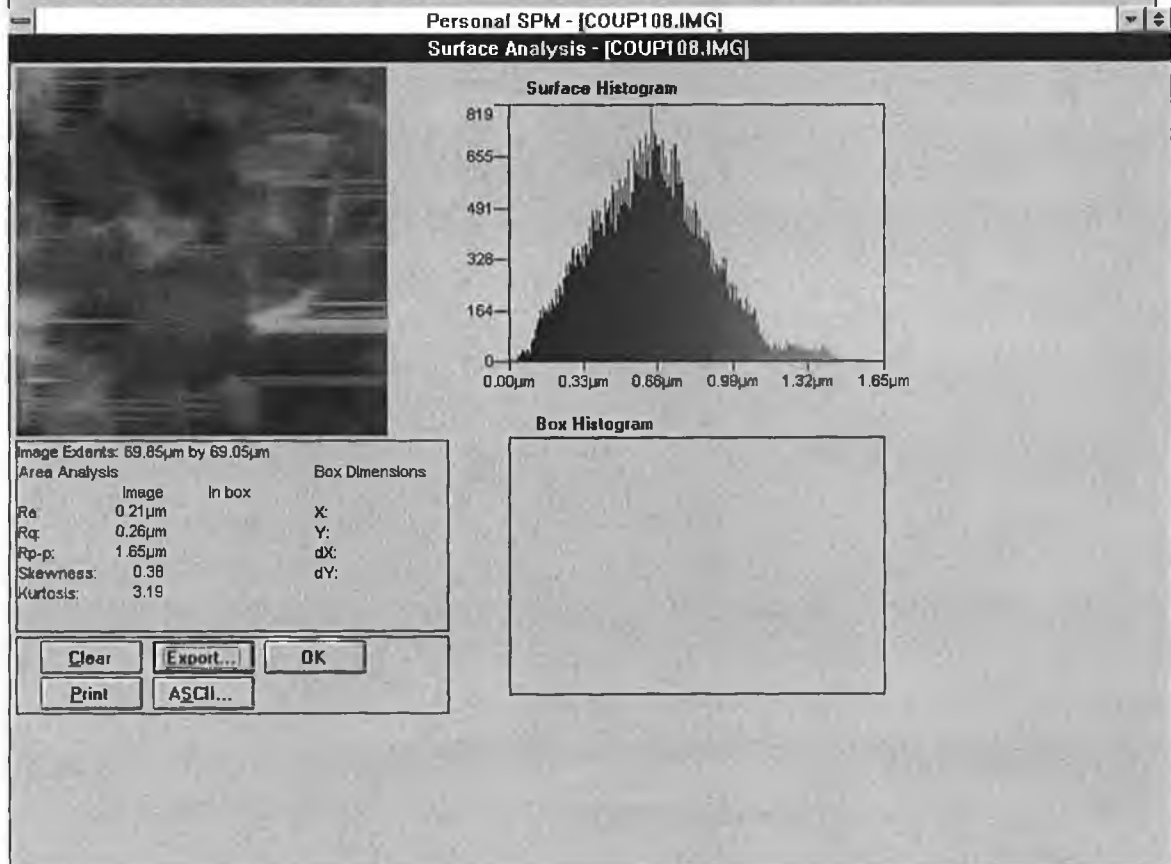 Personal SPM - [COUP108.IMG]
Surface Analysis - [COUP108.IMG]
Surface Histogram
819
655
491
328
164
0
0.00µm 0.33µm 0.66µm 0.99µm 1.32µm 1.65µm
Box Histogram
Image Extents: 69.85µm by 69.05µm
Area Analysis Box Dimensions
Image In box
Ra: 0.21µm X:
Rq: 0.26µm Y:
Rp-p: 1.65µm dX:
Skewness: 0.38 dY:
Kurtosis: 3.19
Clear Export... OK
Print ASCII...